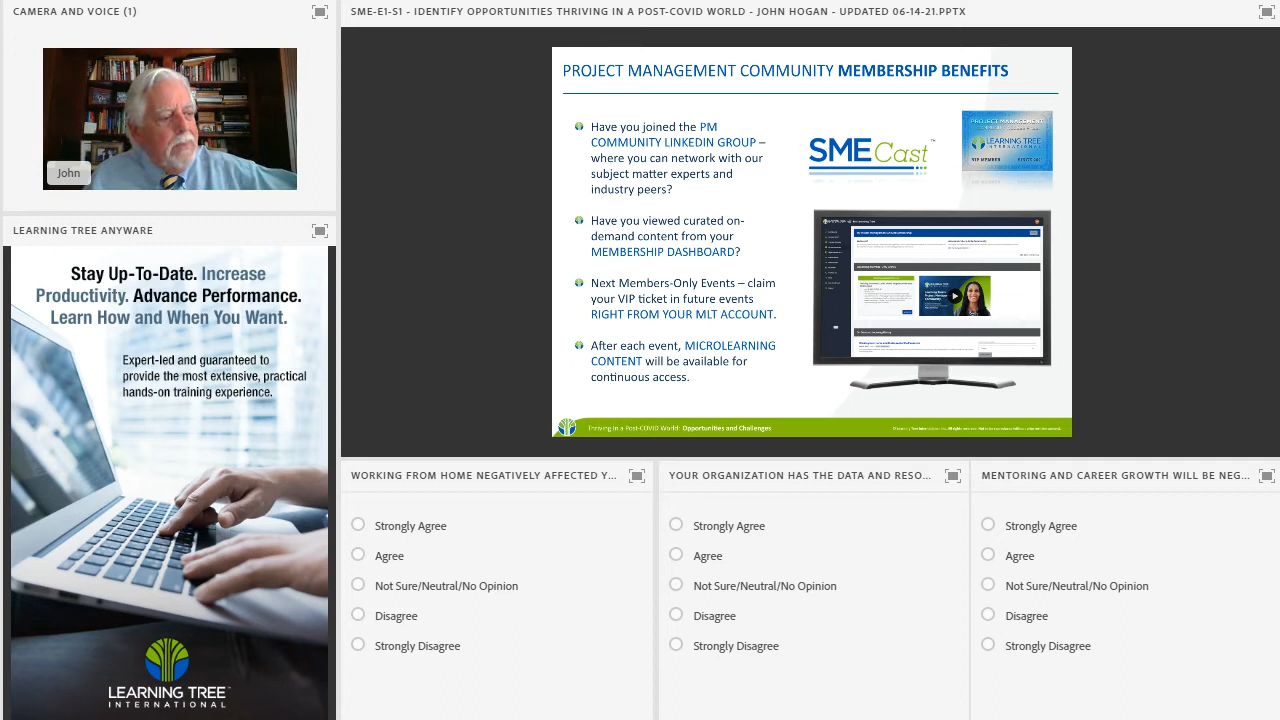 CAMERA AND VOICE (1)
John
LEARNING TREE ANYWARE
Stay Up-To-Date. Increase
Productivity. Advance Performance.
Learn How and When You Want.
Expert-led and guaranteed to
provide the most extensive, practical
hands-on training experience.
LEARNING TREE™
INTERNATIONAL
SME-E1-S1 - IDENTIFY OPPORTUNITIES THRIVING IN A POST-COVID WORLD - JOHN HOGAN - UPDATED 06-14-21.PPTX
PROJECT MANAGEMENT COMMUNITY MEMBERSHIP BENEFITS
Have you joined the PM
COMMUNITY LINKEDIN GROUP –
where you can network with our
subject matter experts and
industry peers?
Have you viewed curated on-
demand content from your
MEMBERSHIP DASHBOARD?
Non Member-only Events – claim
your VIP ticket to future events
RIGHT FROM YOUR MLT ACCOUNT.
After each event, MICROLEARNING
CONTENT will be available for
continuous access.
SMECast™
PROJECT MANAGEMENT
LEARNING TREE
INTERNATIONAL
VIP MEMBER
Thriving In a Post-COVID World: Opportunities and Challenges
WORKING FROM HOME NEGATIVELY AFFECTED Y...
Strongly Agree
Agree
Not Sure/Neutral/No Opinion
Disagree
Strongly Disagree
YOUR ORGANIZATION HAS THE DATA AND RESO...
Strongly Agree
Agree
Not Sure/Neutral/No Opinion
Disagree
Strongly Disagree
MENTORING AND CAREER GROWTH WILL BE NEG...
Strongly Agree
Agree
Not Sure/Neutral/No Opinion
Disagree
Strongly Disagree